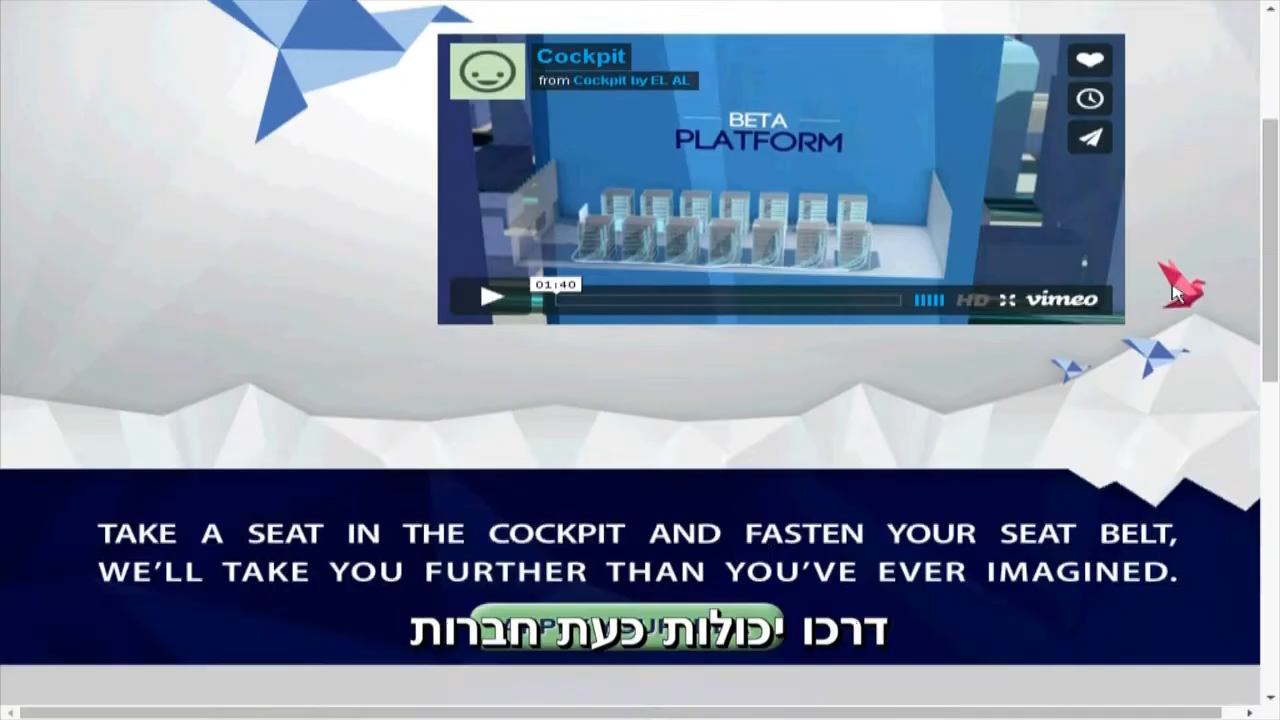 Cockpit
from Cockpit by EL AL
BETA
PLATFORM
01:40
HD vimeo
TAKE A SEAT IN THE COCKPIT AND FASTEN YOUR SEAT BELT,
WE'LL TAKE YOU FURTHER THAN YOU'VE EVER IMAGINED.
דרכו יכולות כעת חברות